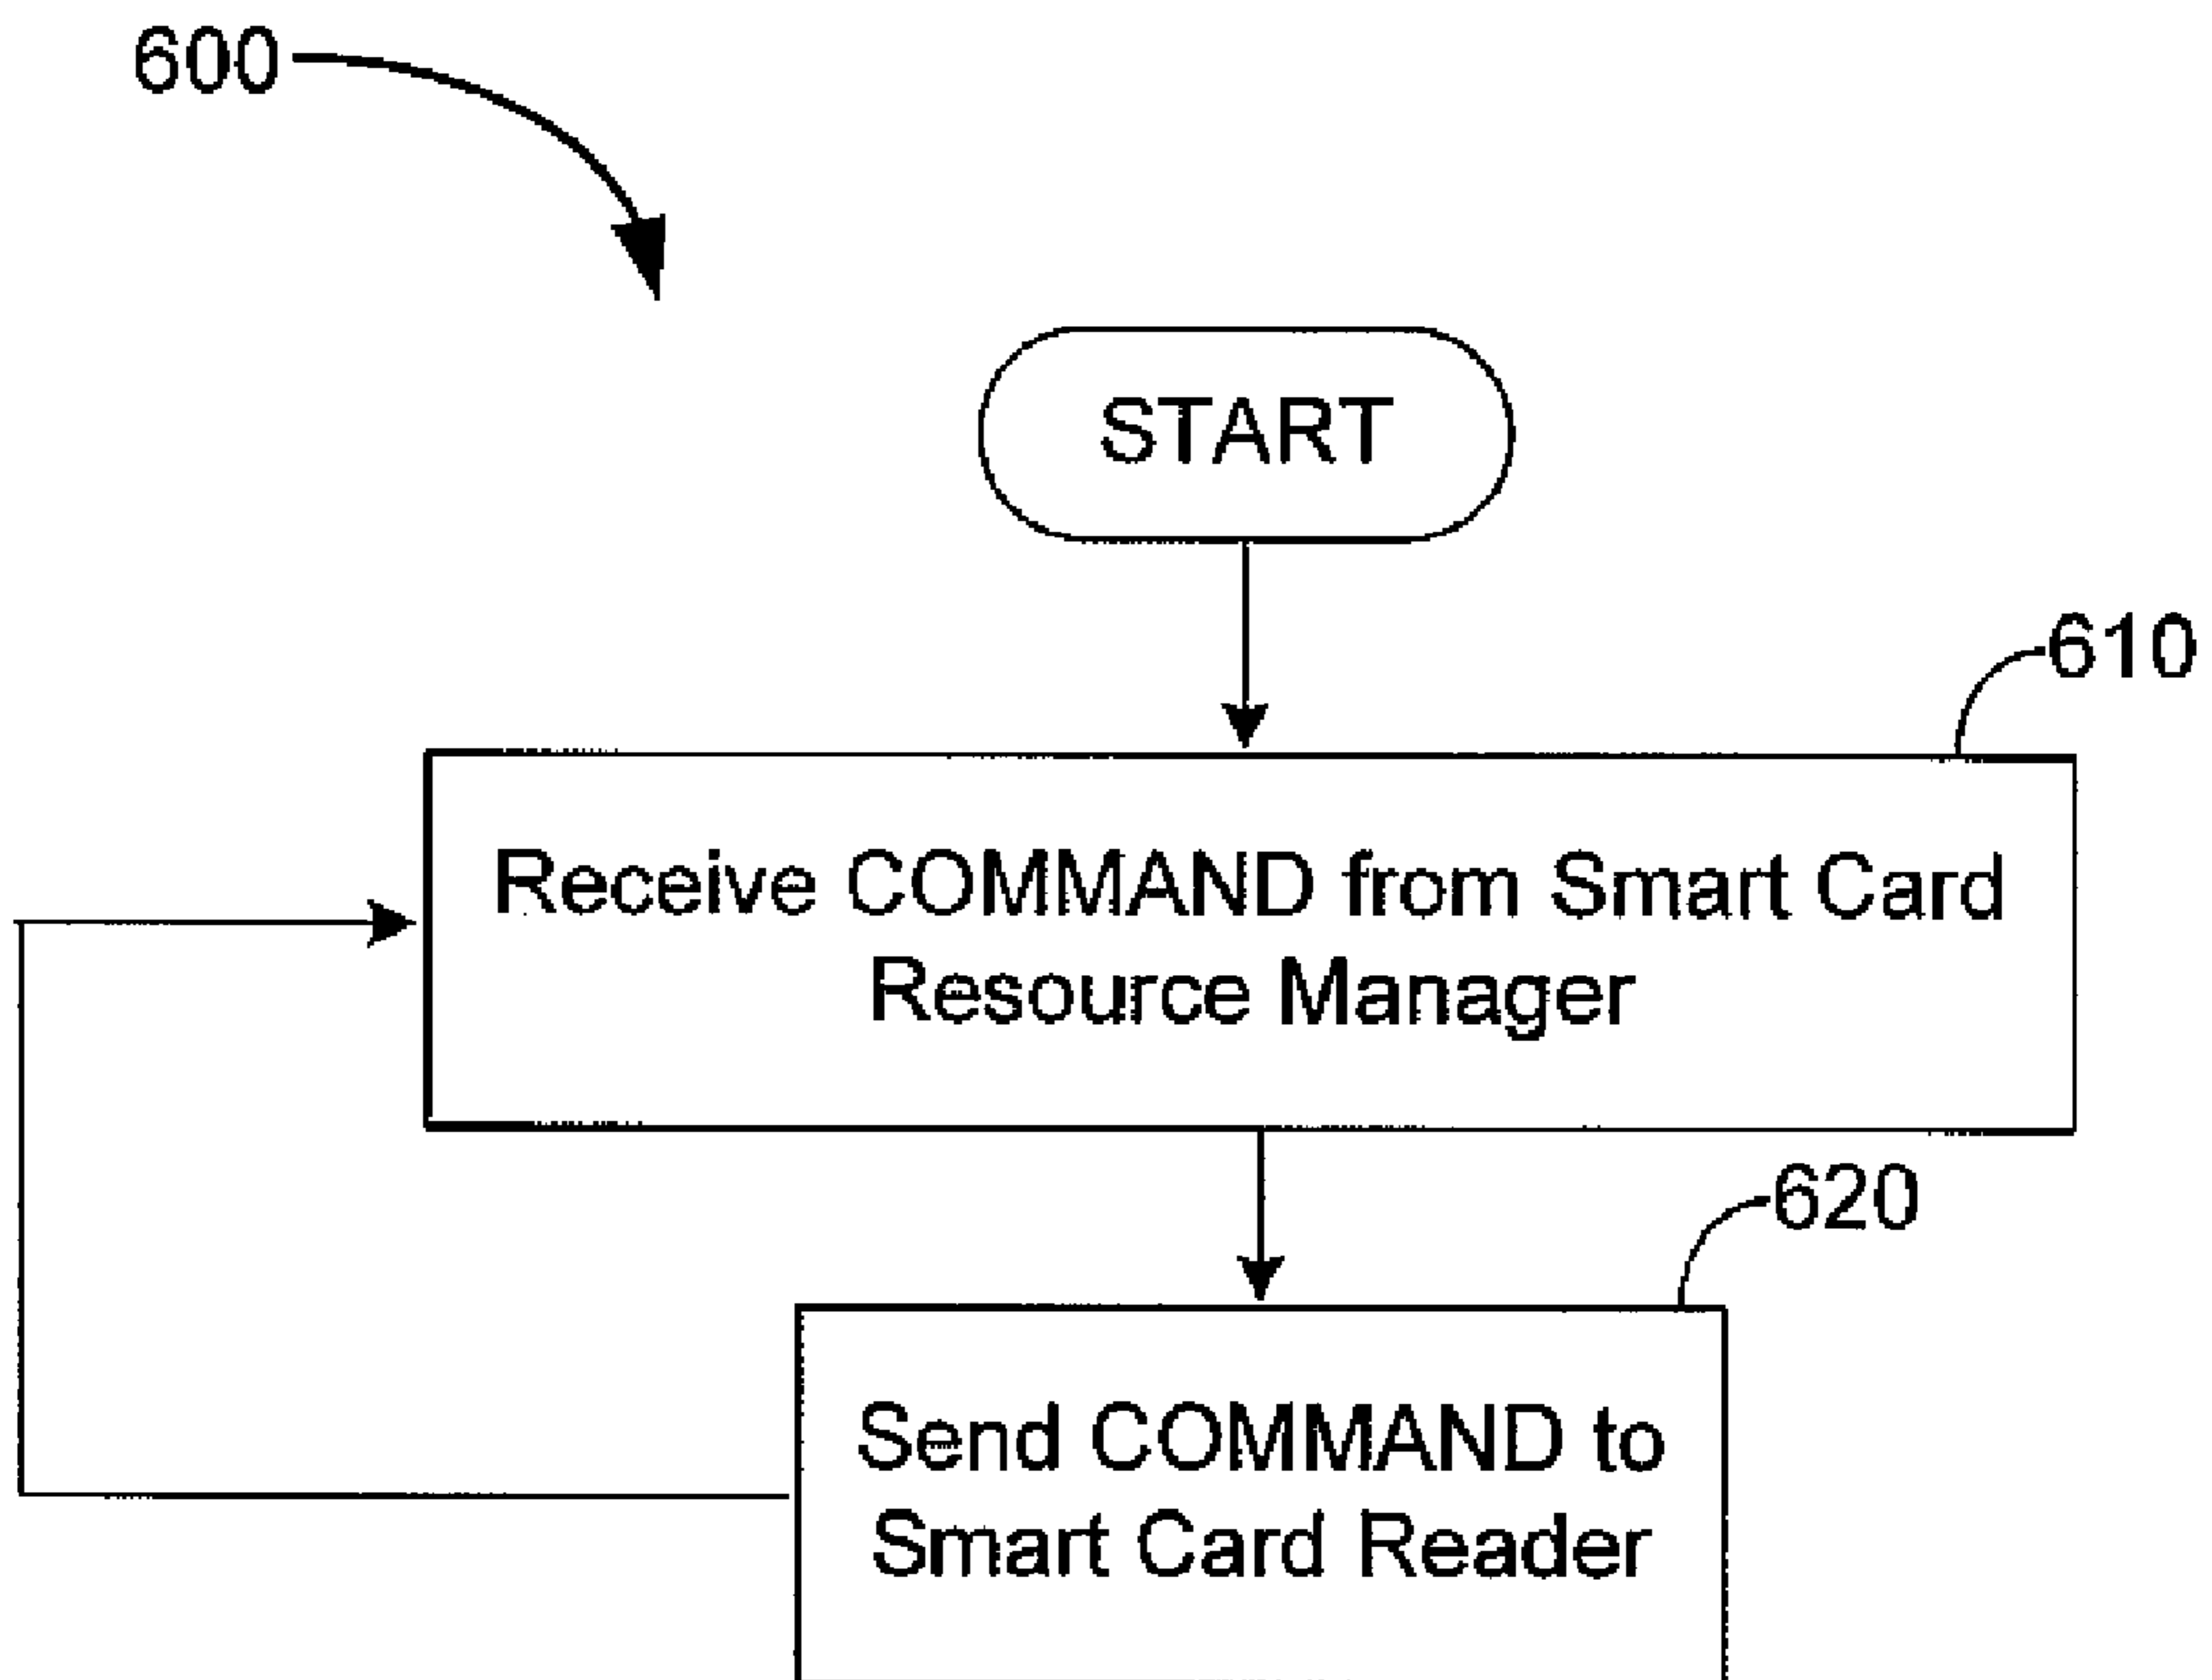 600
START
610
Receive COMMAND from Smart Card
Resource Manager
620
Send COMMAND to
Smart Card Reader